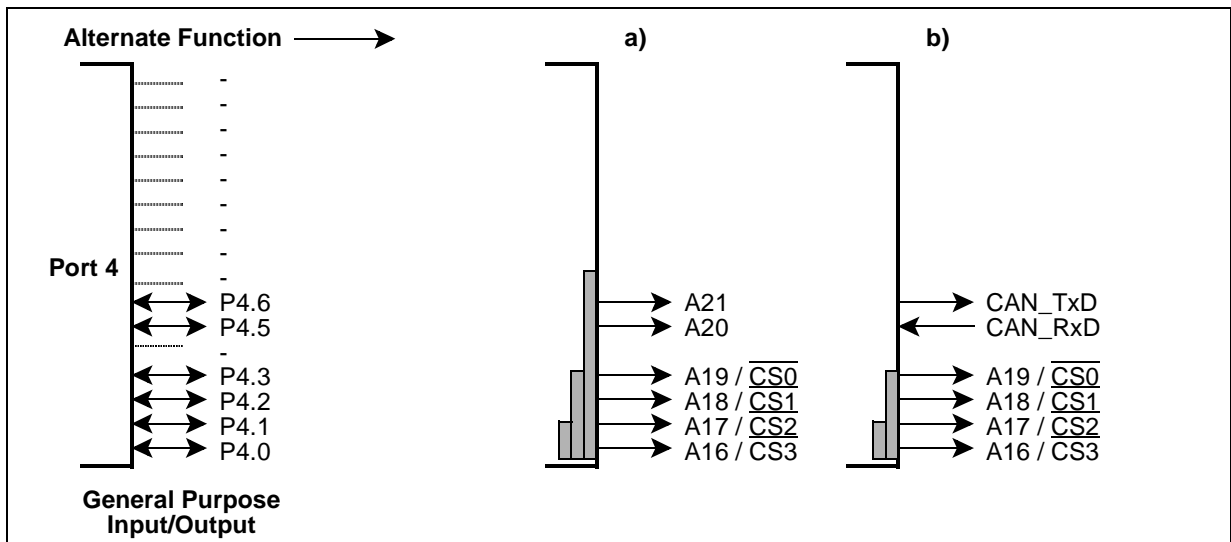 Alternate Function a) b)
-
-
-
-
-
-
-
-
Port 4 -
P4.6 A21 CAN_TxD
P4.5 A20 CAN_RxD
-
P4.3 A19 / CS0 A19 / CS0
P4.2 A18 / CS1 A18 / CS1
P4.1 A17 / CS2 A17 / CS2
P4.0 A16 / CS3 A16 / CS3
General Purpose
Input/Output